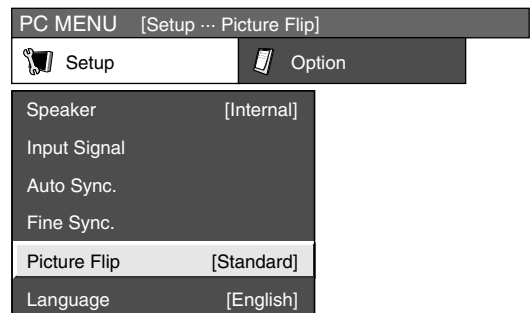 PC MENU [Setup ··· Picture Flip]
Setup Option
Speaker [Internal]
Input Signal
Auto Sync.
Fine Sync.
Picture Flip [Standard]
Language [English]